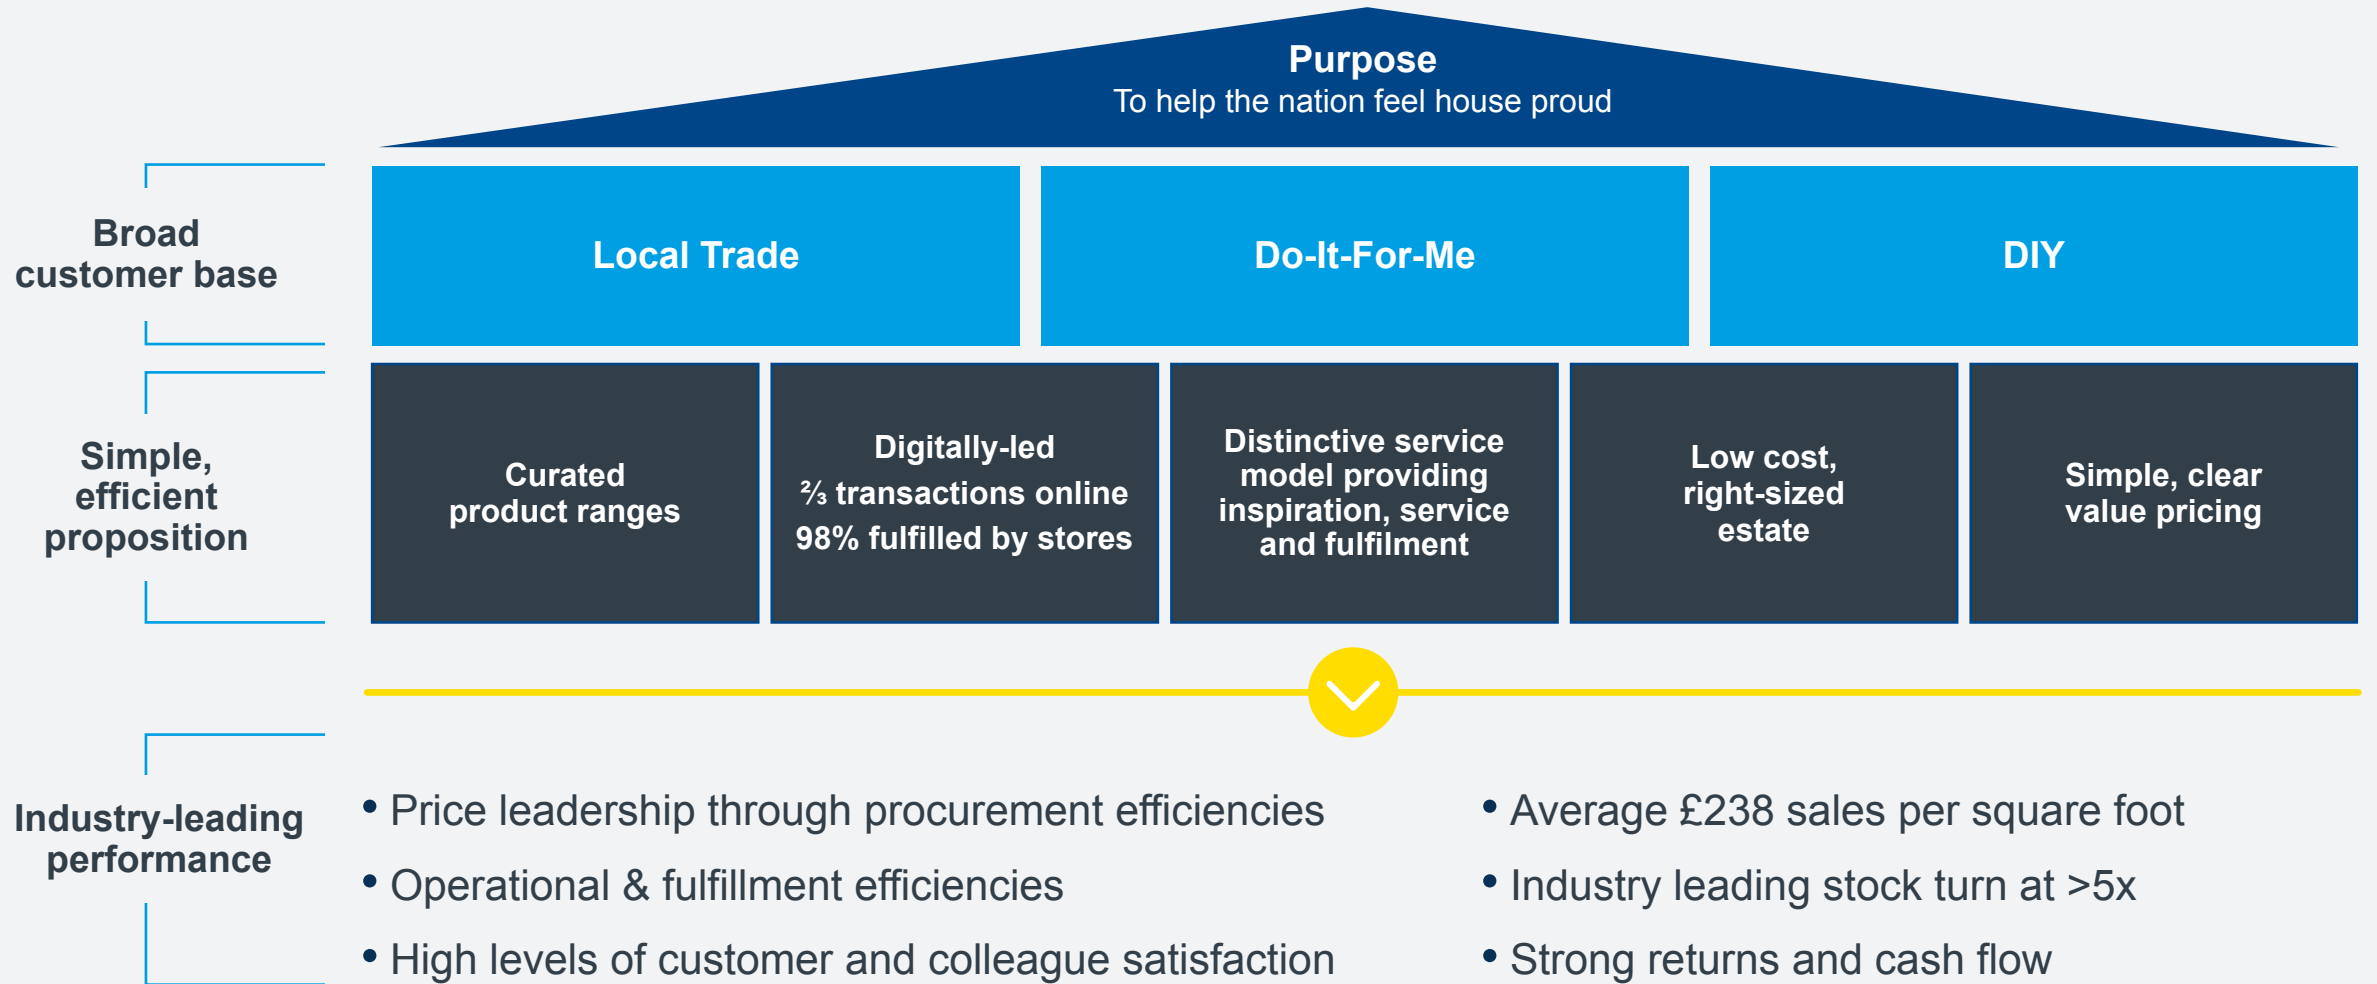 Purpose
To help the nation feel house proud
Broad
customer base
Local Trade
Do-It-For-Me
DIY
Simple,
efficient
proposition
Curated
product ranges
Digitally-led
⅔ transactions online
98% fulfilled by stores
Distinctive service
model providing
inspiration, service
and fulfilment
Low cost,
right-sized
estate
Simple, clear
value pricing
Industry-leading
performance
• Price leadership through procurement efficiencies
• Operational & fulfillment efficiencies
• High levels of customer and colleague satisfaction
• Average £238 sales per square foot
• Industry leading stock turn at >5x
• Strong returns and cash flow